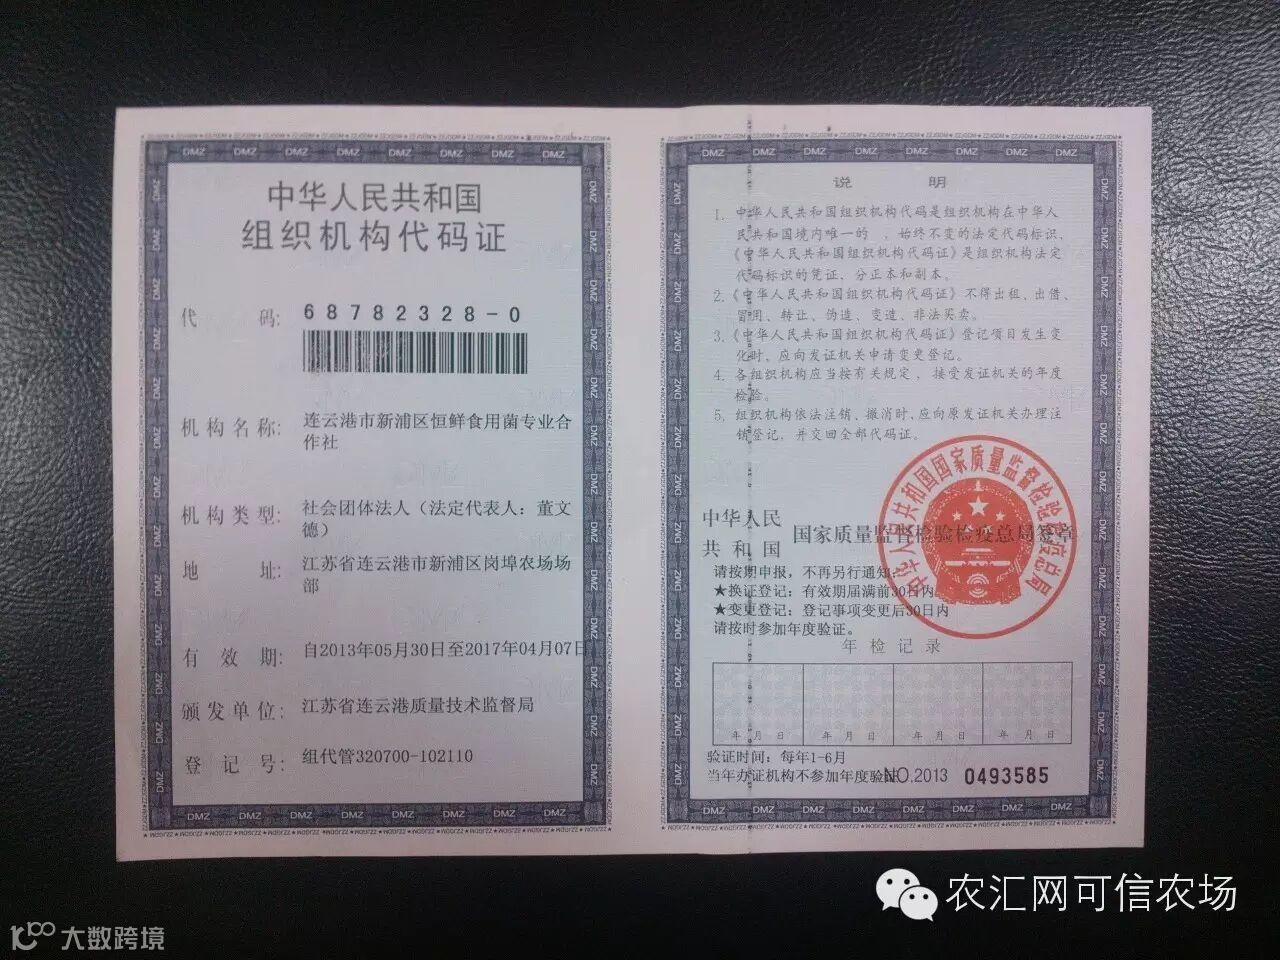 中华人民共和国
组织机构代码证
代 码: 68782328-0
机构名称: 连云港市新浦区恒鲜食用菌专业合
作社
机构类型: 社会团体法人（法定代表人：董文
德）
地 址: 江苏省连云港市新浦区岗埠农场场
部
有 效 期: 自2013年05月30日至2017年04月07日
颁发单位: 江苏省连云港质量技术监督局
登 记 号: 组代管320700-102110
说 明
1. 中华人民共和国组织机构代码是组织机构在中华人
民共和国境内唯一的 、始终不变的法定代码标识、
《中华人民共和国组织机构代码证》是组织机构法定
代码标识的凭证、分正本和副本。
2.《中华人民共和国组织机构代码证》不得出租、出借、
冒用、转让、伪造、变造、非法买卖。
3.《中华人民共和国组织机构代码证》登记项目发生变
化时，应向发证机关申请变更登记。
4. 各组织机构应当按有关规定 ，接受发证机关的年度
检验。
5. 组织机构依法注销、撤消时，应向原发证机关办理注
销登记，并交回全部代码证。
中华人民共和国国家质量监督检验检疫总局
中华人民
共 和 国 国家质量监督检验检疫总局签章
请按期申报，不再另行通知:
★换证登记：有效期届满前30日内
★变更登记：登记事项变更后30日内
请按时参加年度验证。
年 检 记 录
年 月 日 年 月 日 年 月 日 年 月 日
验证时间：每年1-6月
当年办证机构不参加年度验证 NO.2013 0493585
农汇网可信农场
大数跨境